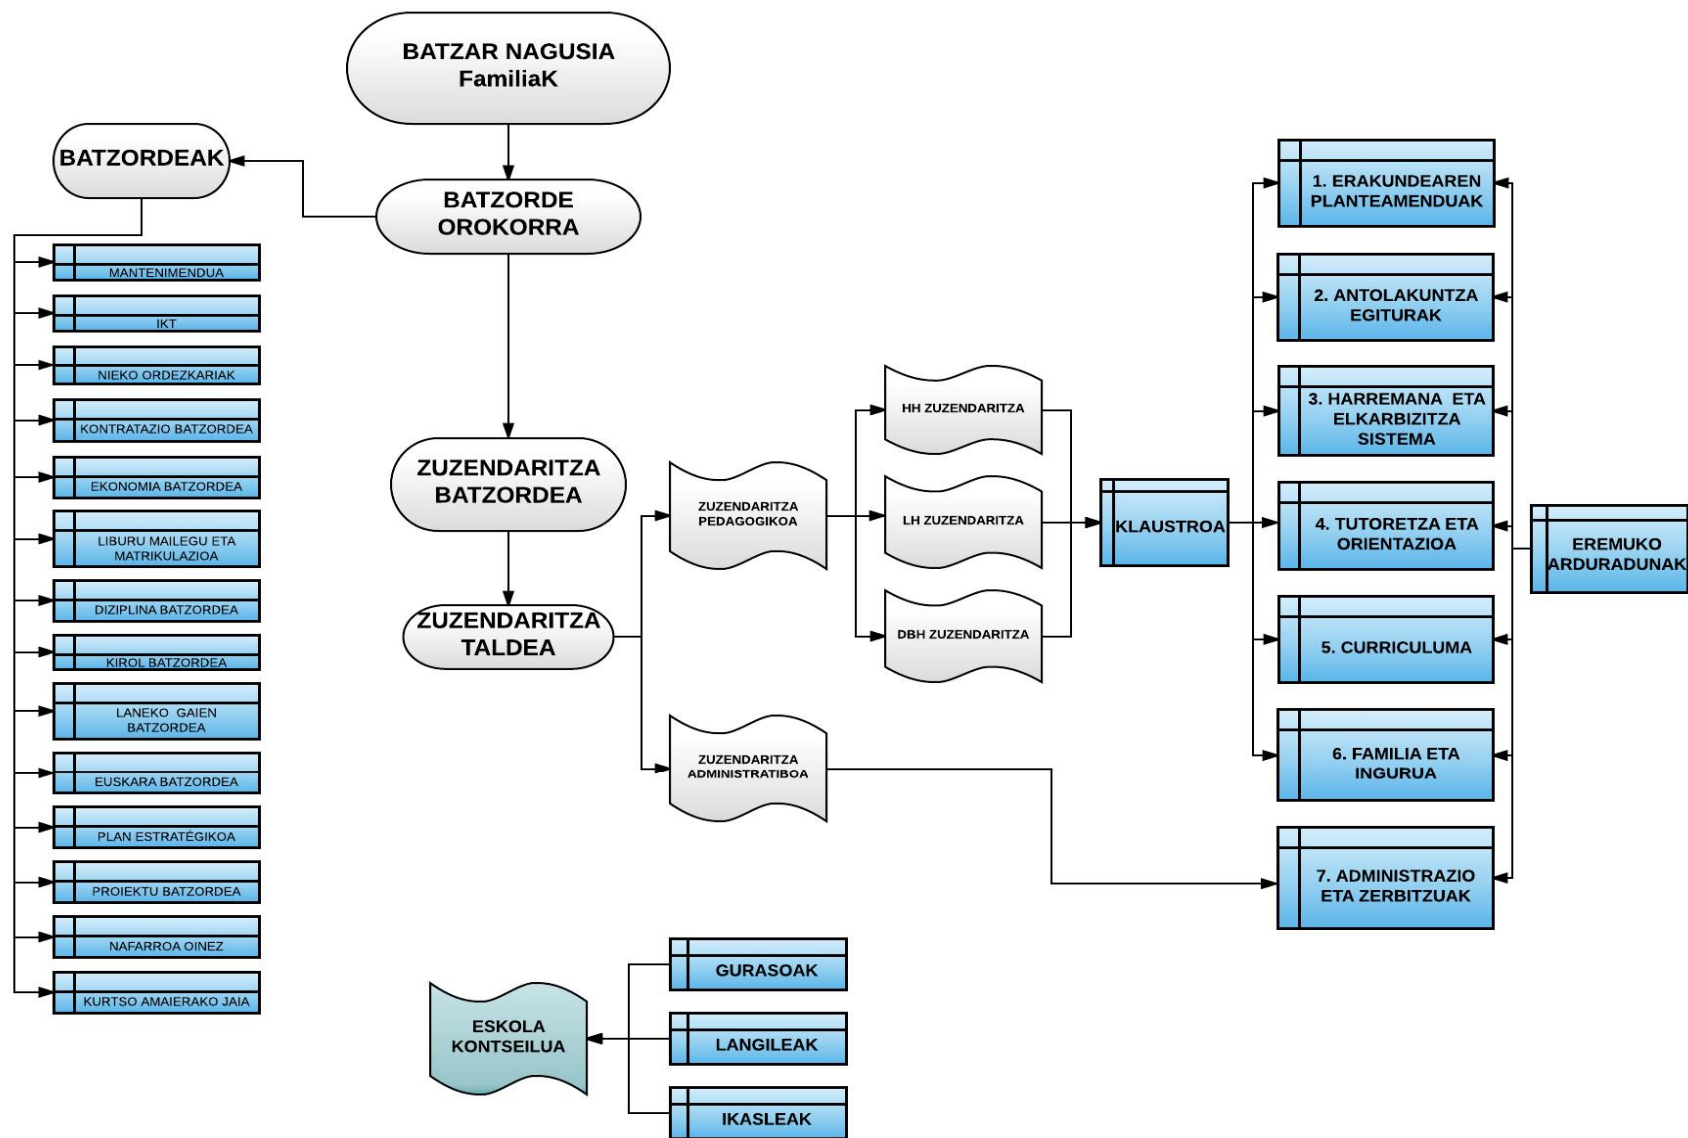 BATZAR NAGUSIA
FamiliaK
BATZORDEAK
BATZORDE
OROKORRA
MANTENIMENDUA
IKT
NIEKO ORDEZKARIAK
KONTRATAZIO BATZORDEA
EKONOMIA BATZORDEA
LIBURU MAILEGU ETA
MATRIKULAZIOA
DIZIPLINA BATZORDEA
KIROL BATZORDEA
LANEKO GAIEN
BATZORDEA
EUSKARA BATZORDEA
PLAN ESTRATÉGIKOA
PROIEKTU BATZORDEA
NAFARROA OINEZ
KURTSO AMAIERAKO JAIA
ZUZENDARITZA
BATZORDEA
ZUZENDARITZA
TALDEA
ZUZENDARITZA
PEDAGOGIKOA
ZUZENDARITZA
ADMINISTRATIBOA
HH ZUZENDARITZA
LH ZUZENDARITZA
DBH ZUZENDARITZA
KLAUSTROA
1. ERAKUNDEAREN
PLANTEAMENDUAK
2. ANTOLAKUNTZA
EGITURAK
3. HARREMANA ETA
ELKARBIZITZA
SISTEMA
4. TUTORETZA ETA
ORIENTAZIOA
5. CURRICULUMA
6. FAMILIA ETA
INGURUA
7. ADMINISTRAZIO
ETA ZERBITZUAK
EREMUKO
ARDURADUNAK
ESKOLA
KONTSEILUA
GURASOAK
LANGILEAK
IKASLEAK